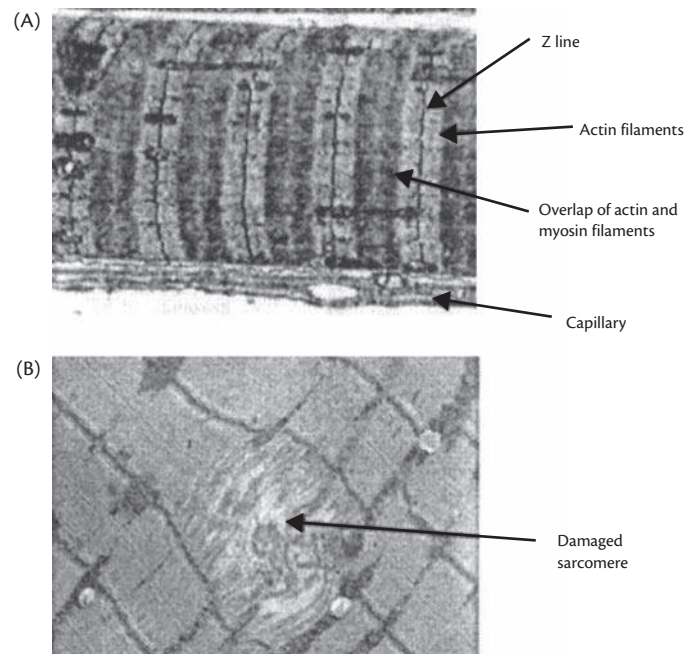 (A)
Z line
Actin filaments
Overlap of actin and
myosin filaments
Capillary
(B)
Damaged
sarcomere